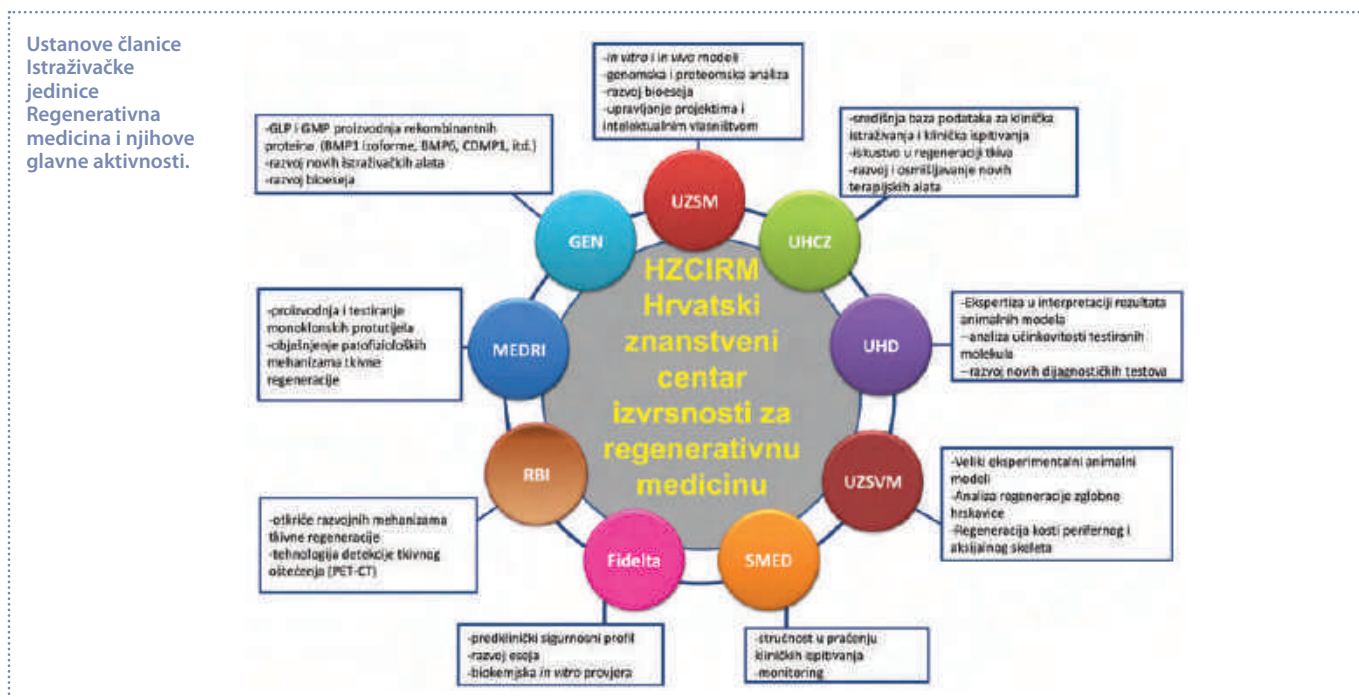 Ustanove članice
Istraživačke
jedinice
Regenerativna
medicina i njihove
glavne aktivnosti.
-in vitro i in vivo modeli
-genomska i proteomska analiza
-razvoj bioeseja
-upravljanje projektima i
intelektualnim vlasništvom
-GLP i GMP proizvodnja rekombinantnih
proteina (BMP1 izoforme, BMP6, COMP1, itd.)
-razvoj novih istraživačkih alata
-razvoj bioeseja
-središnja baza podataka za klinička
istraživanja i klinička ispitivanja
-iskustvo u regeneraciji tkiva
-razvoj i osmišljavanje novih
terapijskih alata
UZSM
GEN
UHCZ
HZCIRM
Hrvatski
znanstveni
centar
izvrsnosti za
regenerativnu
medicinu
-proizvodnja i testiranje
monoklonskih protutijela
-objašnjenje patofizioloških
mehanizama tkivne
regeneracije
MEDRI
UHD
-Ekspertiza u interpretaciji rezultata
animalnih modela
–analiza učinkovitosti testiranih
molekula
–razvoj novih dijagnostičkih testova
RBI
UZSVM
-Veliki eksperimentalni animalni
modeli
-Analiza regeneracije zglobne
hrskavice
-Regeneracija kosti perifernog i
aksijalnog skeleta
-otkriće razvojnih mehanizama
tkivne regeneracije
-tehnologija detekcije tkivnog
oštećenja (PET-CT)
Fidelta
SMED
-predklinički sigurnosni profil
-razvoj eseja
-biokemijska in vitro provjera
-stručnost u praćenju
kliničkih ispitivanja
-monitoring